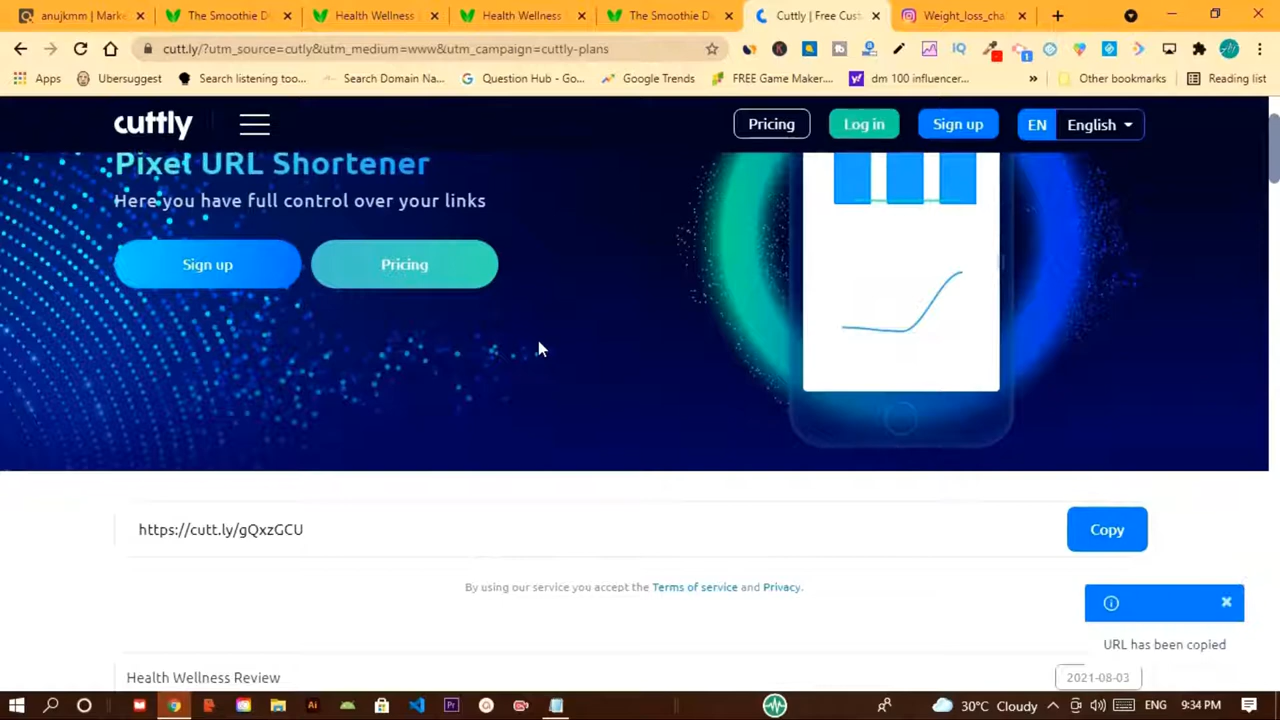 anujkmm | Marke
The Smoothie D
Health Wellness
Health Wellness
The Smoothie D
Cuttly | Free Cus
Weight_loss_cha
cutt.ly/?utm_source=cutly&utm_medium=www&utm_campaign=cuttly-plans
Apps
Ubersuggest
Search listening too...
Search Domain Na...
Question Hub - Go...
Google Trends
FREE Game Maker....
dm 100 influencer...
»
Other bookmarks
Reading list
cuttly
Pricing
Log in
Sign up
EN
English
Pixel URL Shortener
Here you have full control over your links
Sign up
Pricing
https://cutt.ly/gQxzGCU
Copy
By using our service you accept the Terms of service and Privacy.
URL has been copied
Health Wellness Review
2021-08-03
30°C Cloudy
ENG
9:34 PM